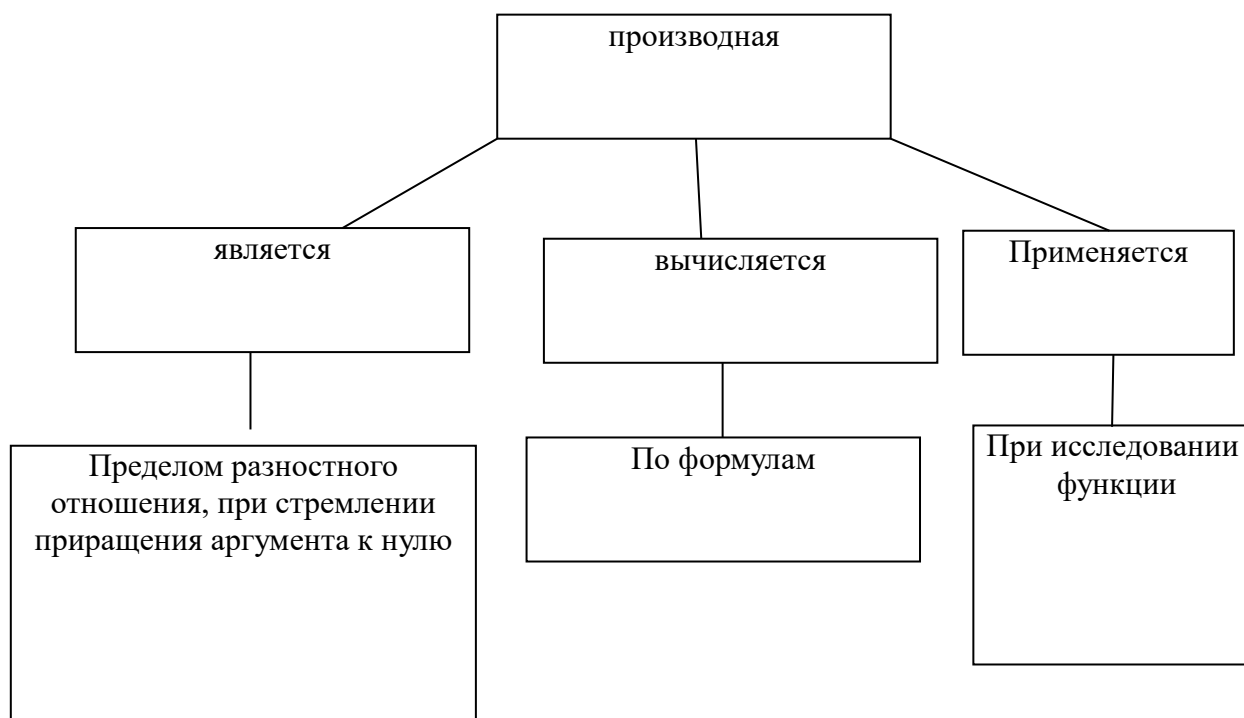 производная
является
вычисляется
Применяется
Пределом разностного
отношения, при стремлении
приращения аргумента к нулю
По формулам
При исследовании
функции